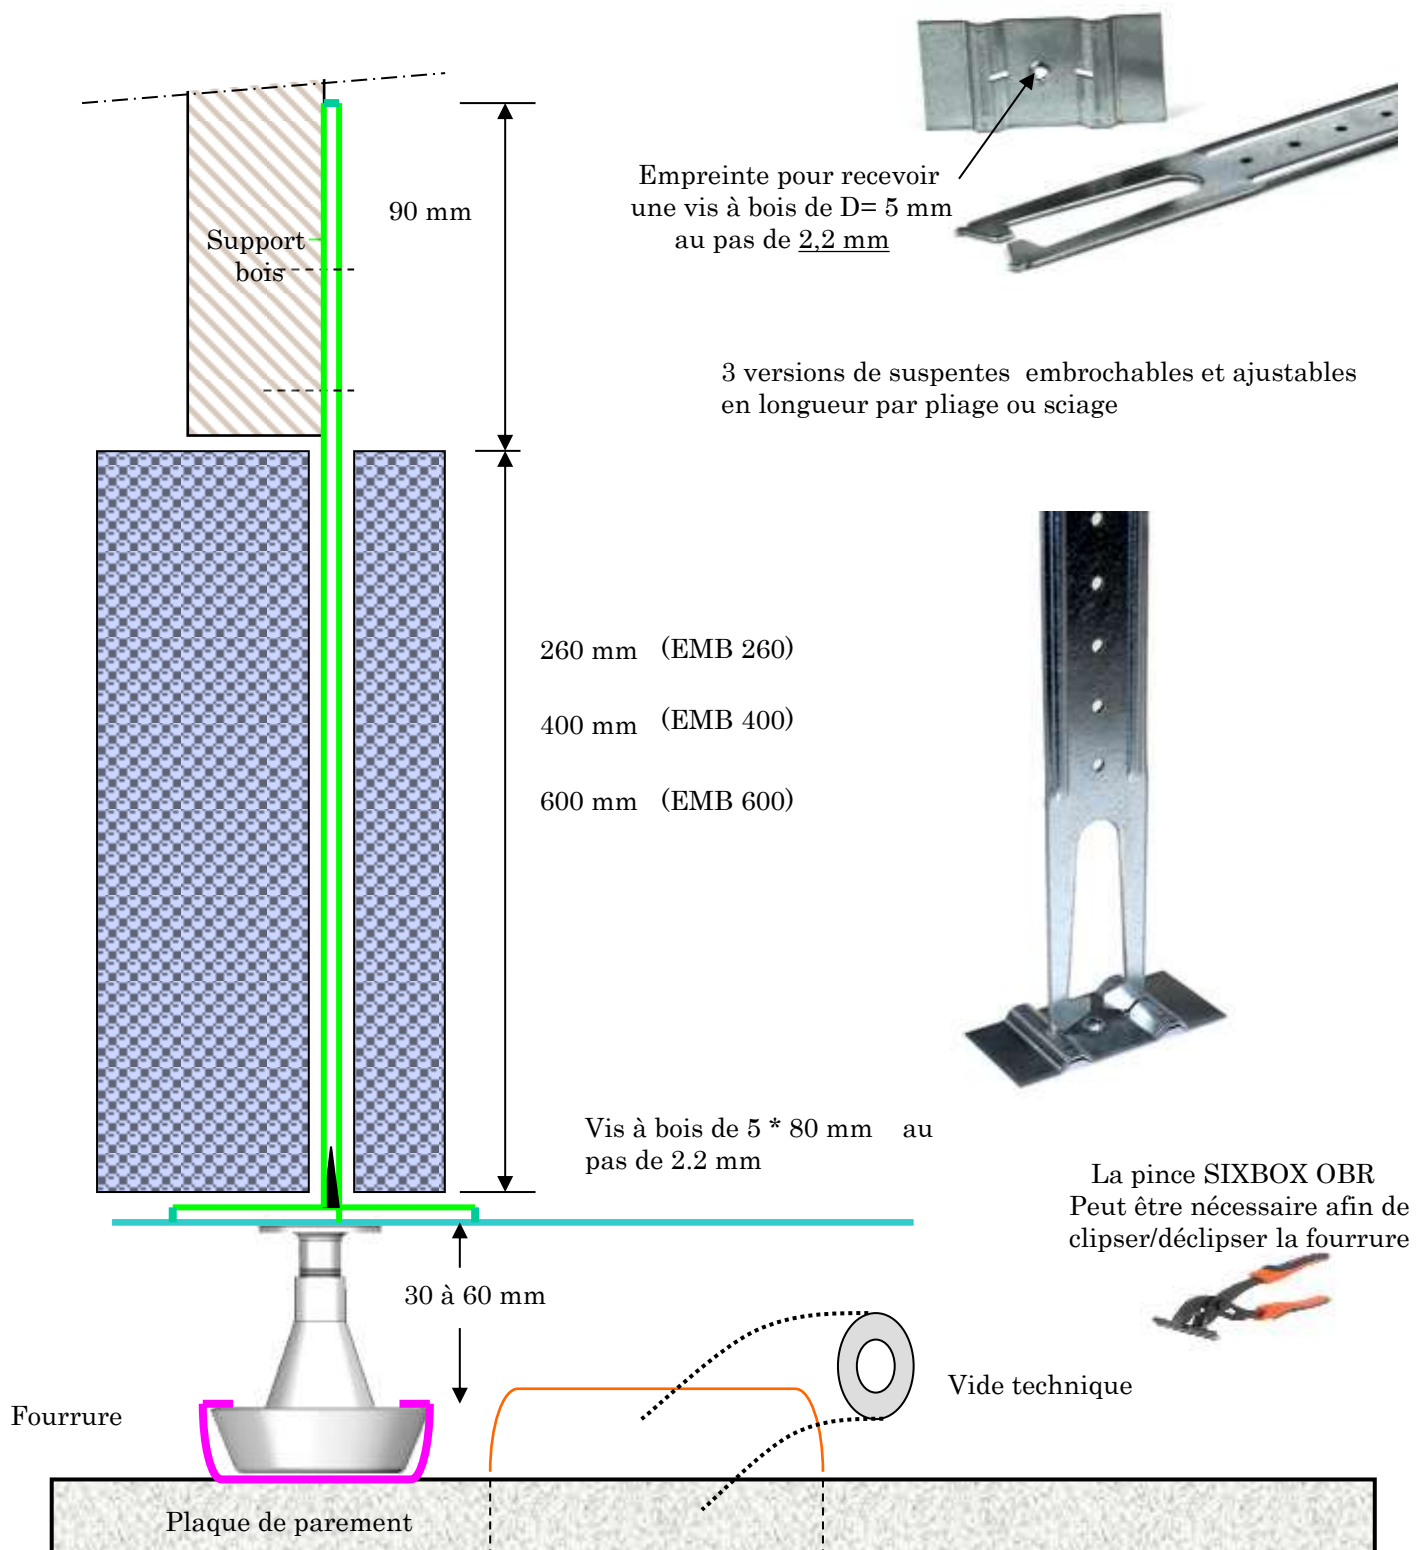 Empreinte pour recevoir
une vis à bois de D= 5 mm
au pas de 2,2 mm
90 mm
Support
bois
3 versions de suspentes embrochables et ajustables
en longueur par pliage ou sciage
260 mm (EMB 260)
400 mm (EMB 400)
600 mm (EMB 600)
Vis à bois de 5 * 80 mm au
pas de 2.2 mm
La pince SIXBOX OBR
Peut être nécessaire afin de
clipser/déclipser la fourrure
30 à 60 mm
Vide technique
Fourrure
Plaque de parement